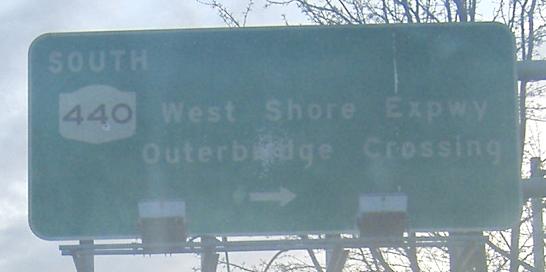 SOUTH
440 West Shore Expwy
Outerbridge Crossing